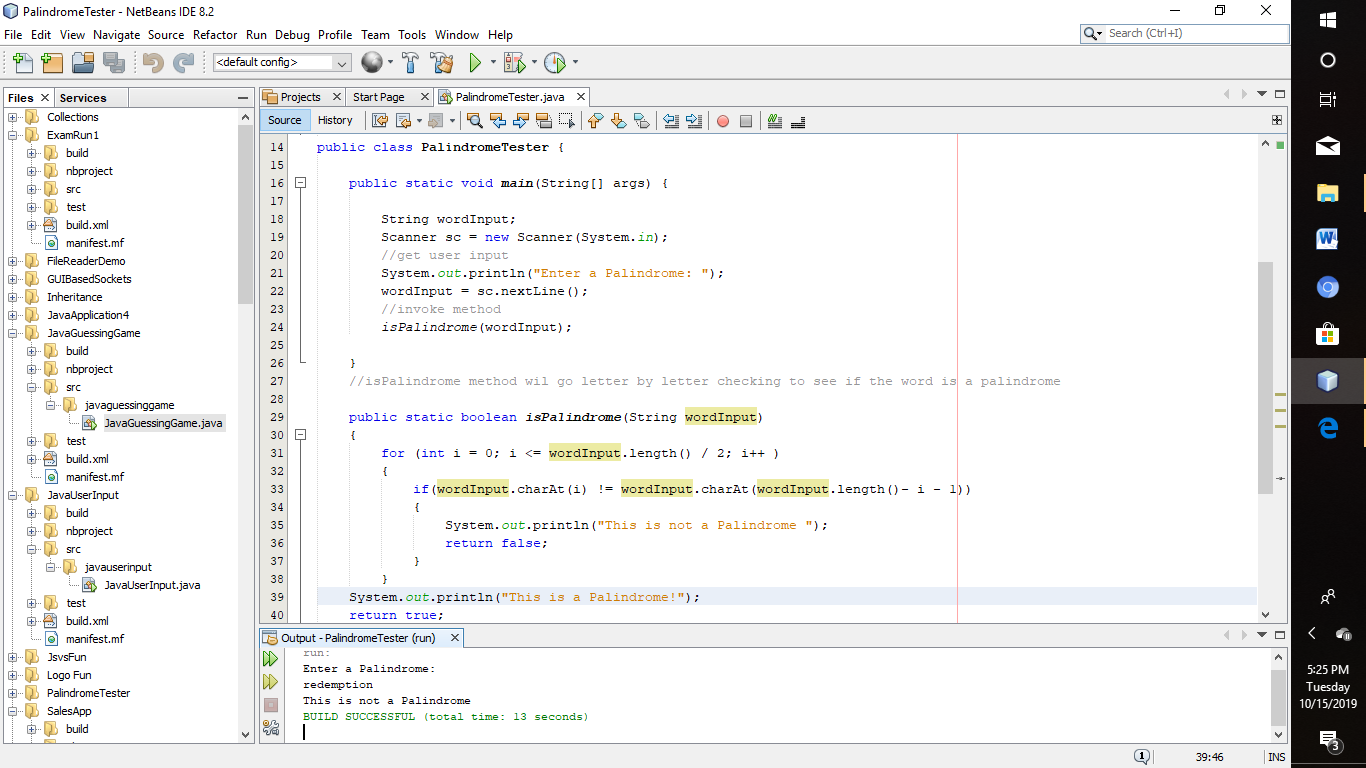 PalindromeTester - NetBeans IDE 8.2
File Edit View Navigate Source Refactor Run Debug Profile Team Tools Window Help
Search (Ctrl+I)
<default config>
Files
Services
Collections
ExamRun1
build
nbproject
src
test
build.xml
manifest.mf
FileReaderDemo
GUIBasedSockets
Inheritance
JavaApplication4
JavaGuessingGame
build
nbproject
src
javaguessinggame
JavaGuessingGame.java
test
build.xml
manifest.mf
JavaUserInput
build
nbproject
src
javauserinput
JavaUserInput.java
test
build.xml
manifest.mf
JsvsFun
Logo Fun
PalindromeTester
SalesApp
build
Projects
Start Page
PalindromeTester.java
Source
History
14 public class PalindromeTester {
15
16 public static void main(String[] args) {
17
18 String wordInput;
19 Scanner sc = new Scanner(System.in);
20 //get user input
21 System.out.println("Enter a Palindrome: ");
22 wordInput = sc.nextLine();
23 //invoke method
24 isPalindrome(wordInput);
25
26 }
27 //isPalindrome method wil go letter by letter checking to see if the word is a palindrome
28
29 public static boolean isPalindrome(String wordInput)
30 {
31 for (int i = 0; i <= wordInput.length() / 2; i++ )
32 {
33 if(wordInput.charAt(i) != wordInput.charAt(wordInput.length()- i - 1))
34 {
35 System.out.println("This is not a Palindrome ");
36 return false;
37 }
38 }
39 System.out.println("This is a Palindrome!");
40 return true;
Output - PalindromeTester (run)
run:
Enter a Palindrome:
redemption
This is not a Palindrome
BUILD SUCCESSFUL (total time: 13 seconds)
1
39:46
INS
5:25 PM
Tuesday
10/15/2019
3